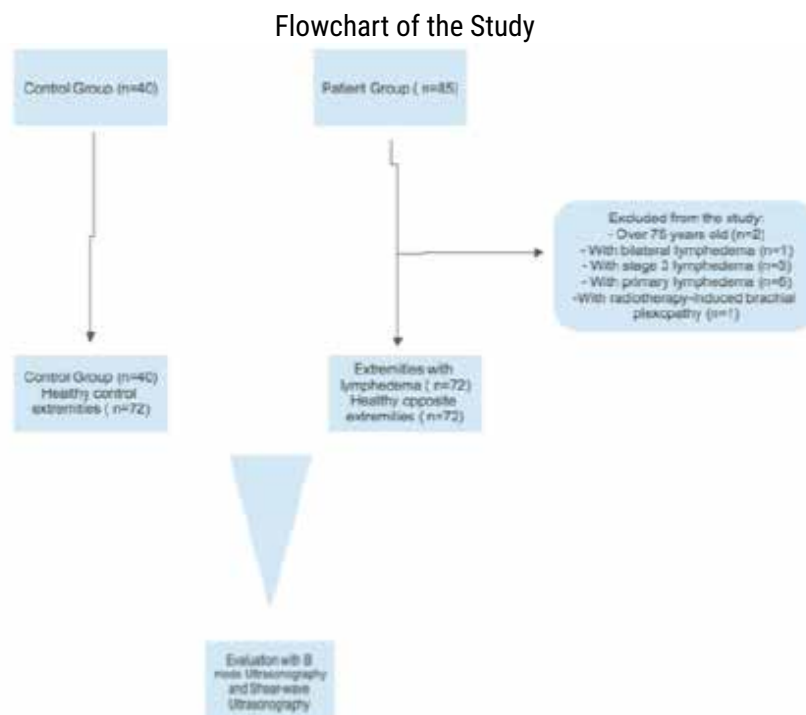 Flowchart of the Study
Control Group (n=40)
Patient Group ( n=85)
Excluded from the study:
- Over 75 years old (n=2)
- With bilateral lymphedema (n=1)
- With stage 3 lymphedema (n=3)
- With primary lymphedema (n=6)
-With radiotherapy-induced brachial
plexopathy (n=1)
Control Group (n=40)
Healthy control
extremities ( n=72)
Extremities with
lymphedema ( n=72)
Healthy opposite
extremities ( n=72)
Evaluation with B
mode Ultrasonography
and Shear-wave
Ultrasonography